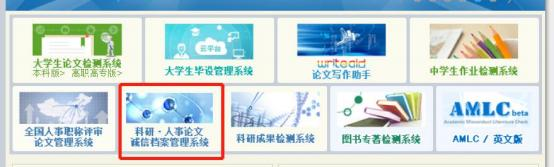 云平台
writeaid
大学生论文检测系统
本科版> 高职高专版>
大学生毕设管理系统
论文写作助手
中学生作业检测系统
AMLC beta
Academic Misconduct Literature Check
全国人事职称评审
论文管理系统
科研·人事论文
诚信档案管理系统
科研成果检测系统
图书专著检测系统
AMLC / 英文版